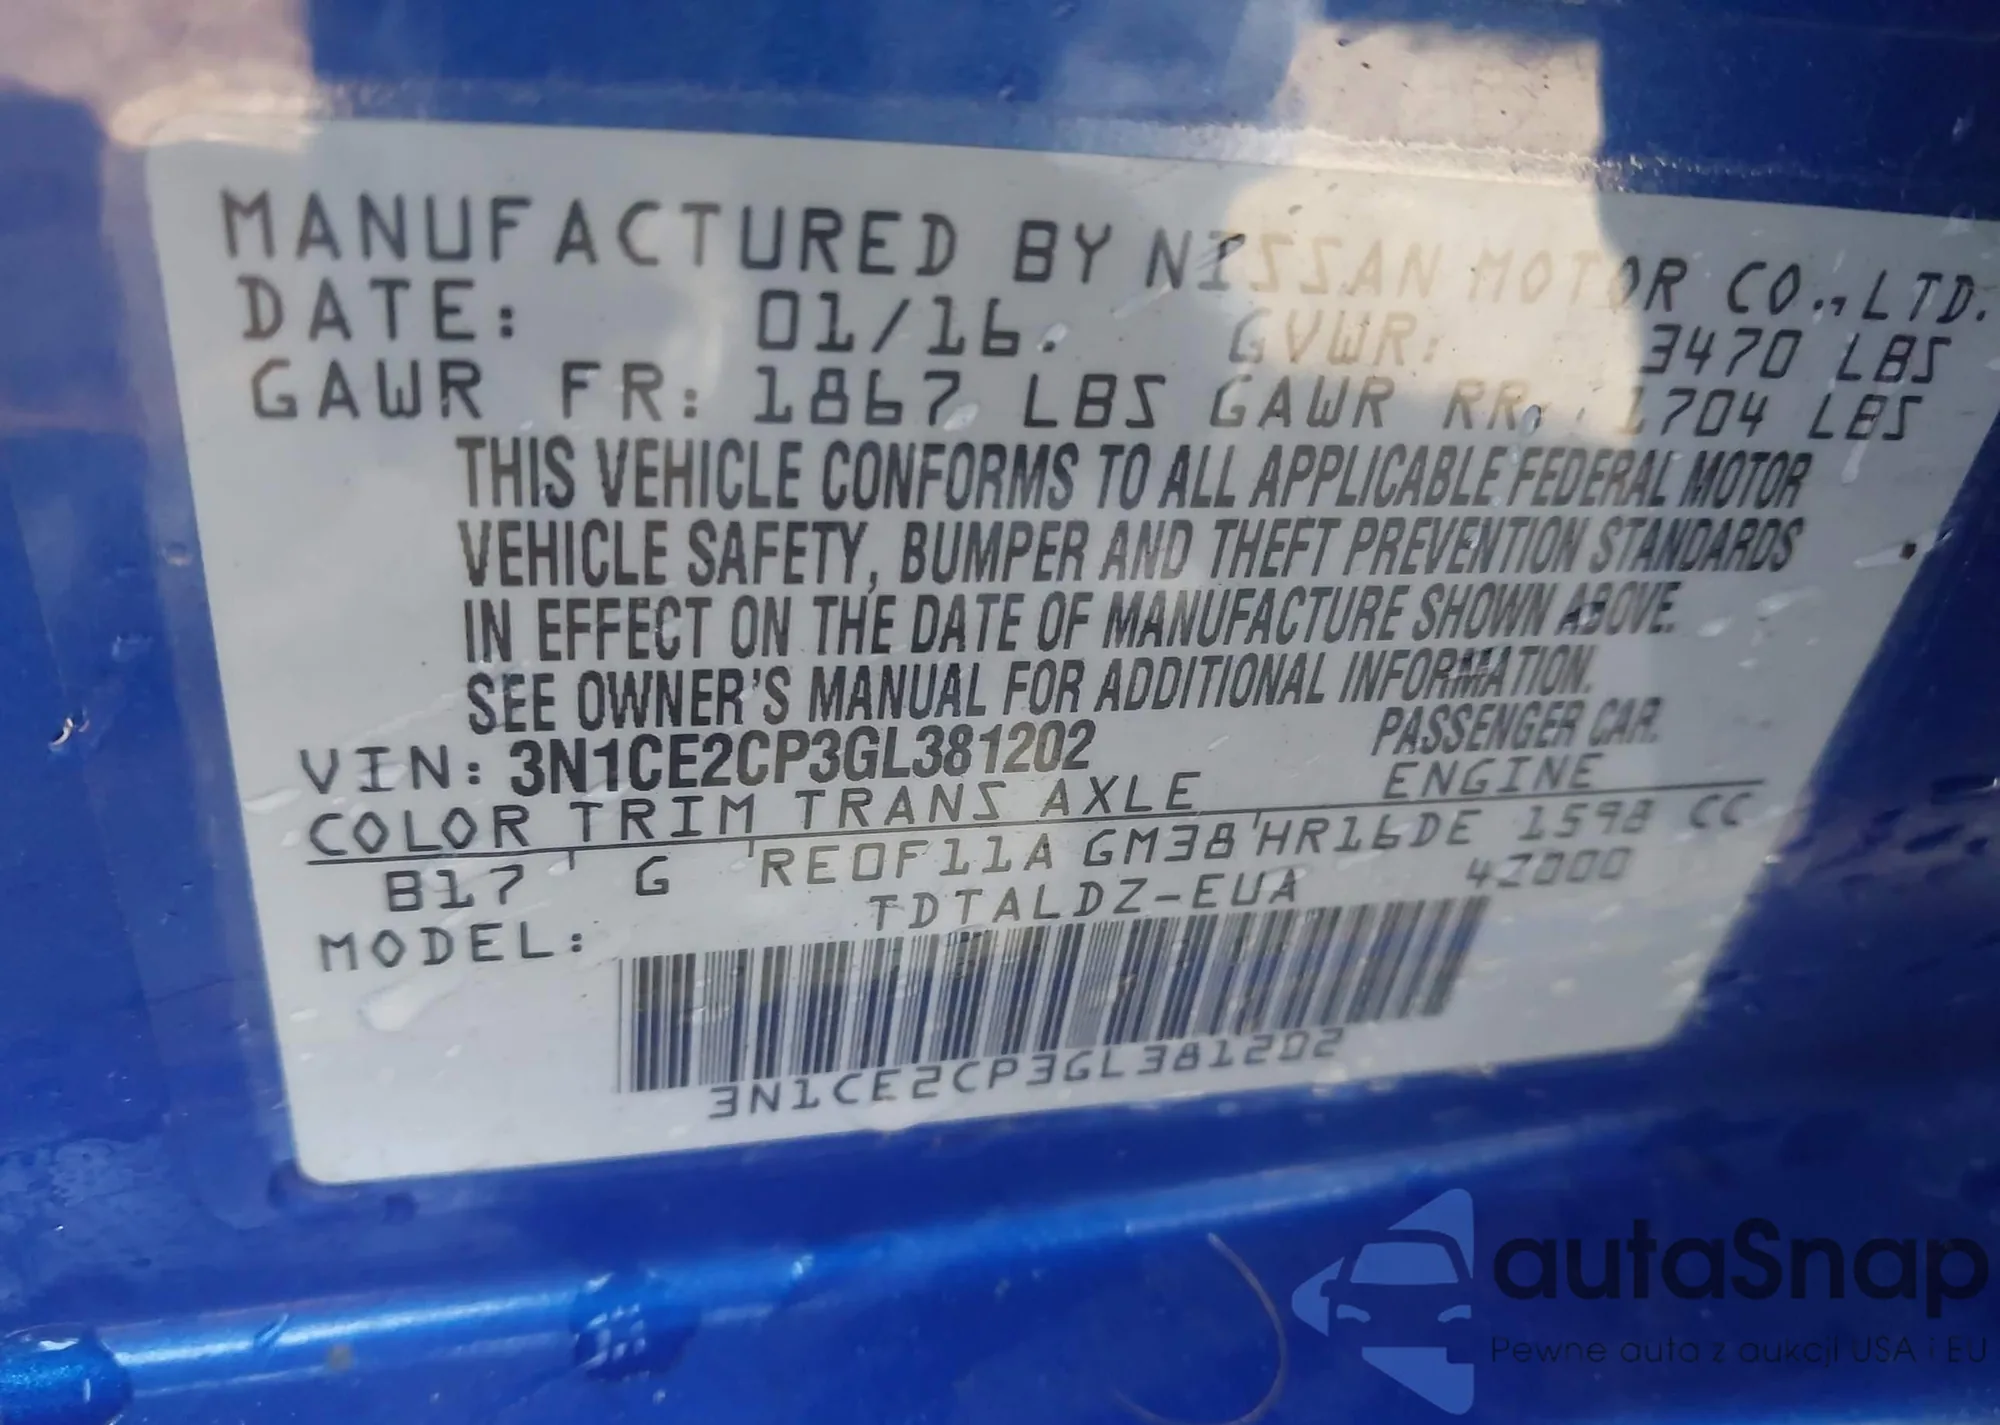 MANUFACTURED BY NISSAN MOTOR CO.,LTD.
DATE: 01/16. GVWR: 3470 LBS
GAWR FR: 1867 LBS GAWR RR: 1704 LBS
THIS VEHICLE CONFORMS TO ALL APPLICABLE FEDERAL MOTOR
VEHICLE SAFETY, BUMPER AND THEFT PREVENTION STANDARDS
IN EFFECT ON THE DATE OF MANUFACTURE SHOWN ABOVE.
SEE OWNER'S MANUAL FOR ADDITIONAL INFORMATION.
VIN: 3N1CE2CP3GL381202 PASSENGER CAR.
COLOR TRIM TRANS AXLE ENGINE
B17 G RE0F11A GM38 HR16DE 1598 CC
MODEL: TDTALDZ-EUA 4Z000
3N1CE2CP3GL381202
autaSnap
Pewne auta z aukcji USA i EU